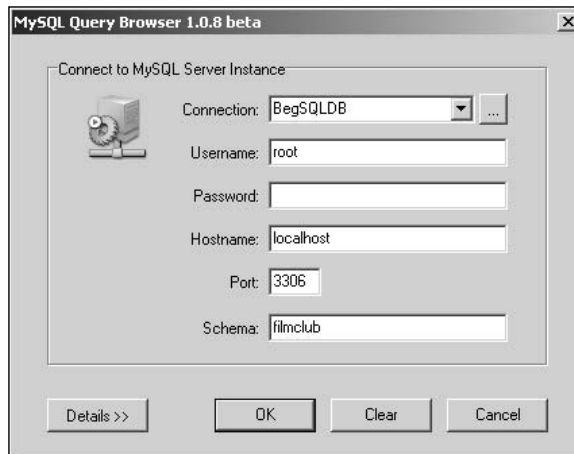 MySQL Query Browser 1.0.8 beta
Connect to MySQL Server Instance
Connection: BegSQLDB ...
Username: root
Password:
Hostname: localhost
Port: 3306
Schema: filmclub
Details >> OK Clear Cancel